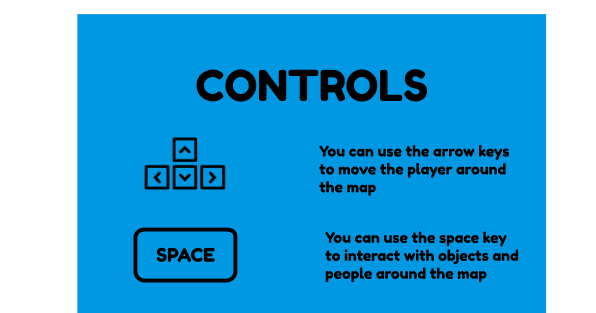 CONTROLS
You can use the arrow keys
to move the player around
the map
SPACE
You can use the space key
to interact with objects and
people around the map